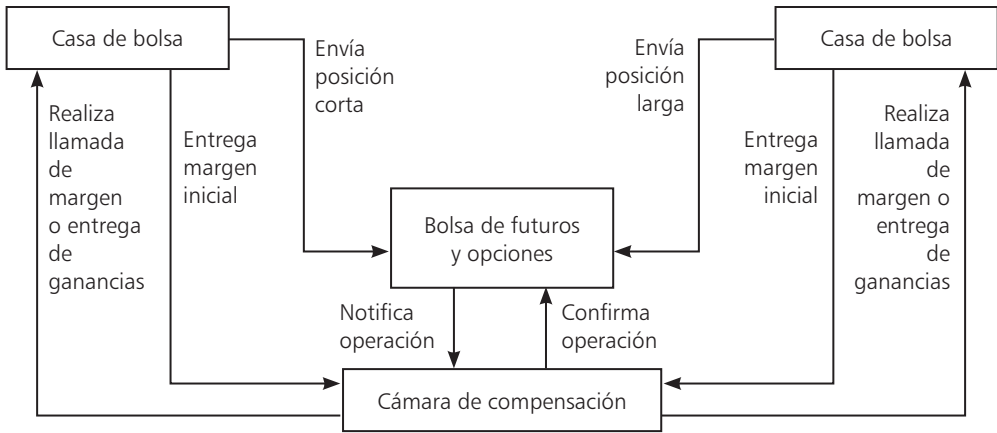 Casa de bolsa
Casa de bolsa
Envía
posición
corta
Envía
posición
larga
Realiza
llamada
de
margen
o entrega
de
ganancias
Entrega
margen
inicial
Entrega
margen
inicial
Realiza
llamada
de
margen o
entrega
de
ganancias
Bolsa de futuros
y opciones
Notifica
operación
Confirma
operación
Cámara de compensación